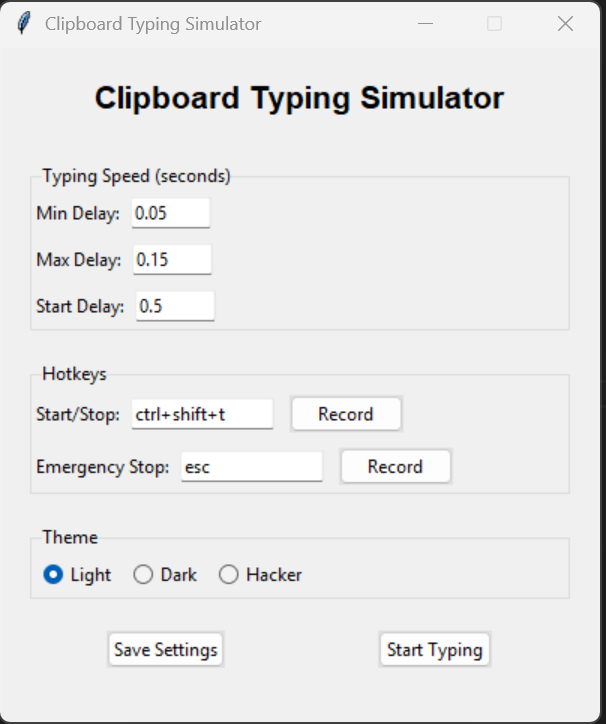 Clipboard Typing Simulator
Clipboard Typing Simulator
Typing Speed (seconds)
Min Delay: 0.05
Max Delay: 0.15
Start Delay: 0.5
Hotkeys
Start/Stop: ctrl+shift+t Record
Emergency Stop: esc Record
Theme
Light Dark Hacker
Save Settings Start Typing